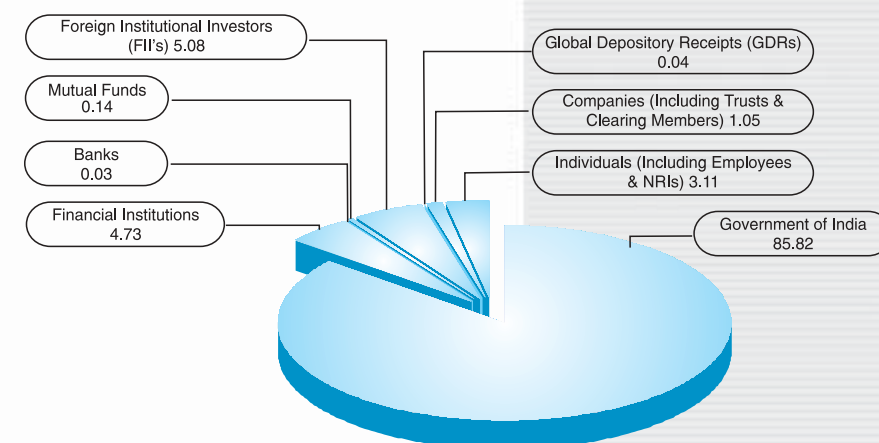 Foreign Institutional Investors
(FII's) 5.08
Mutual Funds
0.14
Banks
0.03
Financial Institutions
4.73
Global Depository Receipts (GDRs)
0.04
Companies (Including Trusts &
Clearing Members) 1.05
Individuals (Including Employees
& NRIs) 3.11
Government of India
85.82